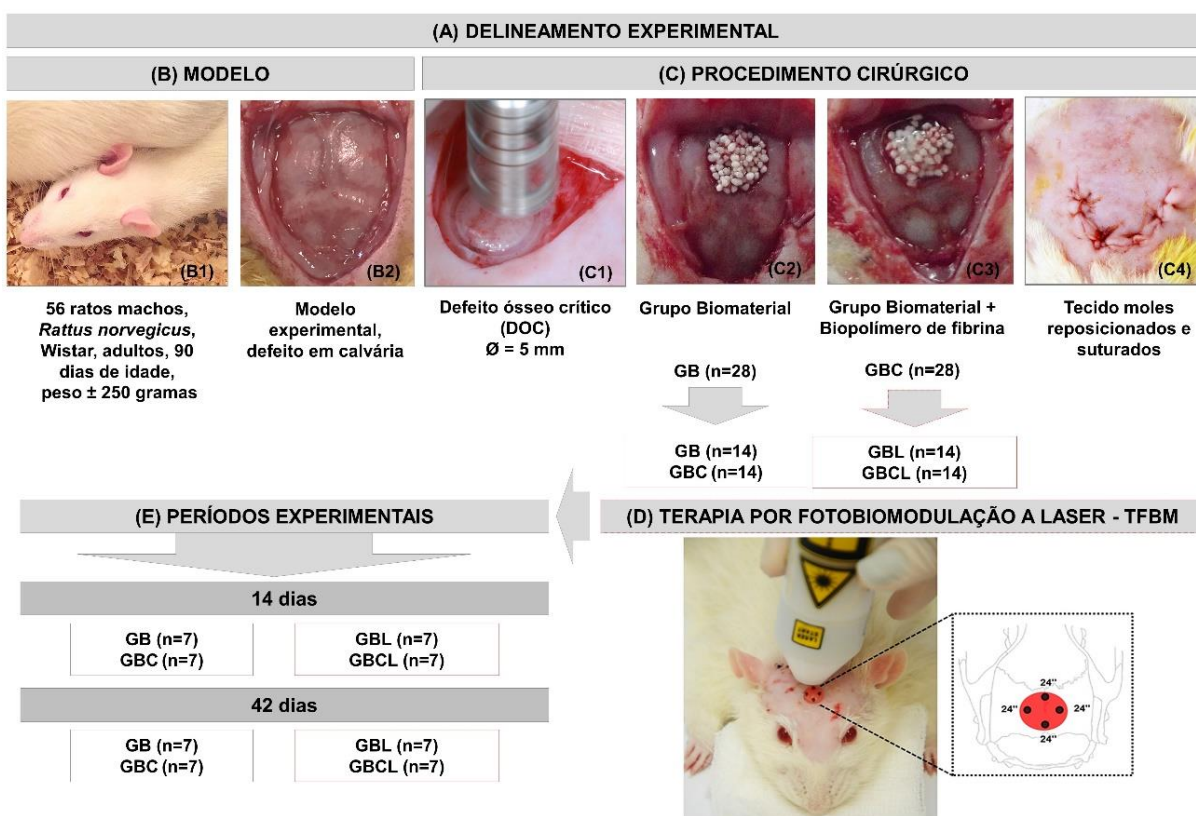 (A) DELINEAMENTO EXPERIMENTAL
(B) MODELO
(C) PROCEDIMENTO CIRÚRGICO
(B1)
(B2)
(C1)
(C2)
(C3)
(C4)
56 ratos machos,
Rattus norvegicus,
Wistar, adultos, 90
dias de idade,
peso ± 250 gramas
Modelo
experimental,
defeito em calvária
Defeito ósseo crítico
(DOC)
Ø = 5 mm
Grupo Biomaterial
Grupo Biomaterial +
Biopolímero de fibrina
Tecido moles
reposicionados e
suturados
GB (n=28)
GBC (n=28)
GB (n=14)
GBC (n=14)
GBL (n=14)
GBCL (n=14)
(D) TERAPIA POR FOTOBIOMODULAÇÃO A LASER - TFBM
LASER
START
24"
24"
24"
24"
(E) PERÍODOS EXPERIMENTAIS
14 dias
GB (n=7)
GBC (n=7)
GBL (n=7)
GBCL (n=7)
42 dias
GB (n=7)
GBC (n=7)
GBL (n=7)
GBCL (n=7)